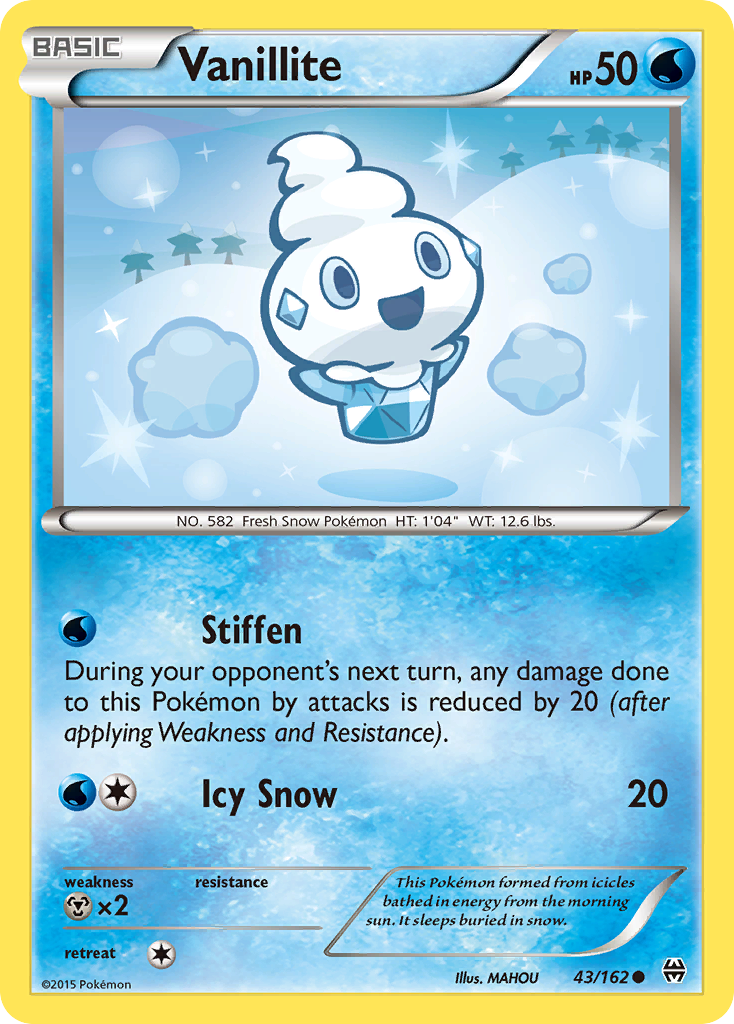 BASIC
Vanillite
HP 50
NO. 582 Fresh Snow Pokémon HT: 1'04" WT: 12.6 lbs.
Stiffen
During your opponent's next turn, any damage done
to this Pokémon by attacks is reduced by 20 (after
applying Weakness and Resistance).
Icy Snow 20
weakness resistance
×2
This Pokémon formed from icicles
bathed in energy from the morning
sun. It sleeps buried in snow.
retreat
©2015 Pokémon
Illus. MAHOU 43/162